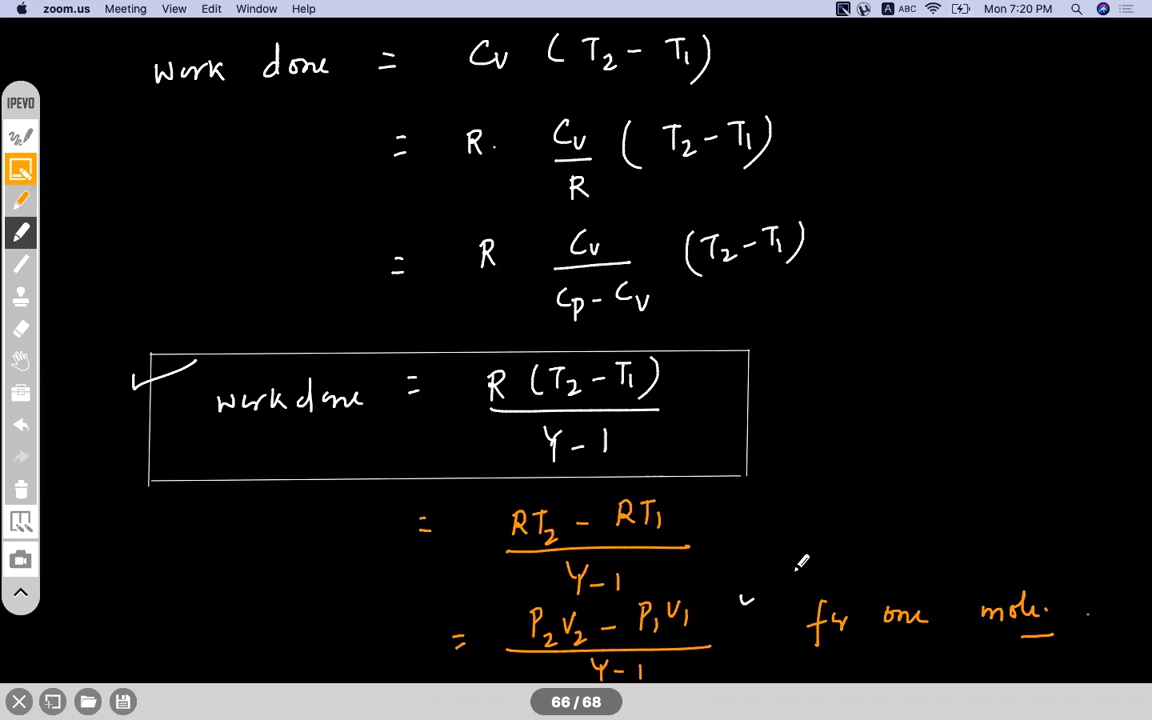 zoom.us Meeting View Edit Window Help A ABC Mon 7:20 PM
IPEVO
work done = Cv (T2 - T1)
= R. Cv/R (T2 - T1)
= R Cv/(Cp - Cv) (T2 - T1)
work done = R (T2 - T1)/(γ - 1)
= (RT2 - RT1)/(γ - 1)
= (P2V2 - P1V1)/(γ - 1) for one mole.
66 / 68